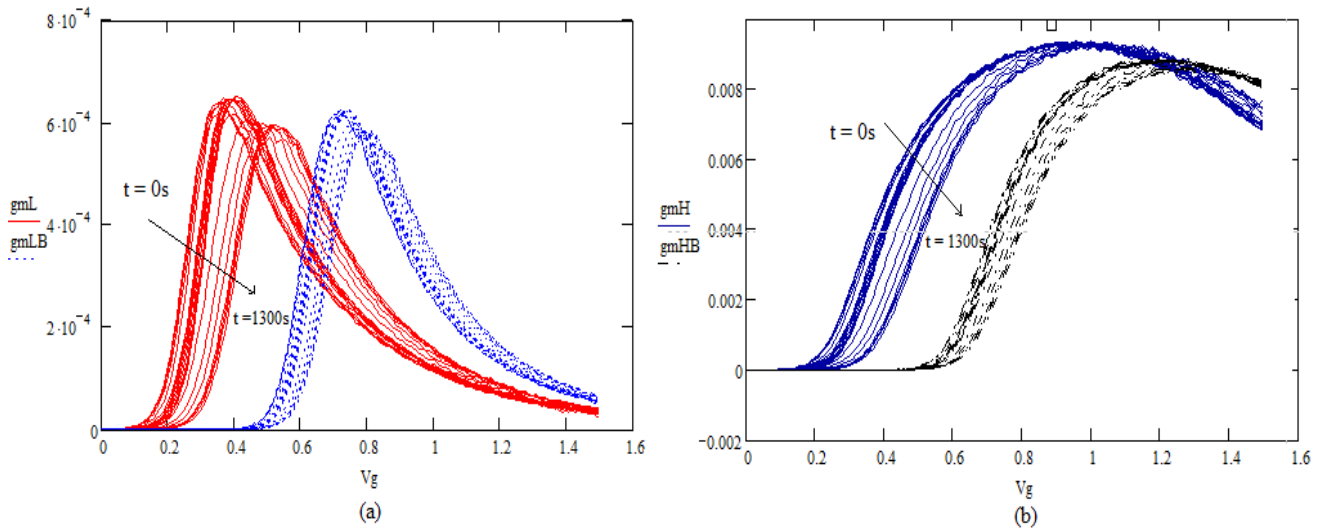 8·10⁻⁴
6·10⁻⁴
4·10⁻⁴
2·10⁻⁴
0
gmL
gmLB
t = 0s
t =1300s
0 0.2 0.4 0.6 0.8 1 1.2 1.4 1.6
Vg
(a)
0.008
0.006
0.004
0.002
0
−0.002
gmH
gmHB
t = 0s
t = 1300s
0 0.2 0.4 0.6 0.8 1 1.2 1.4 1.6
Vg
(b)